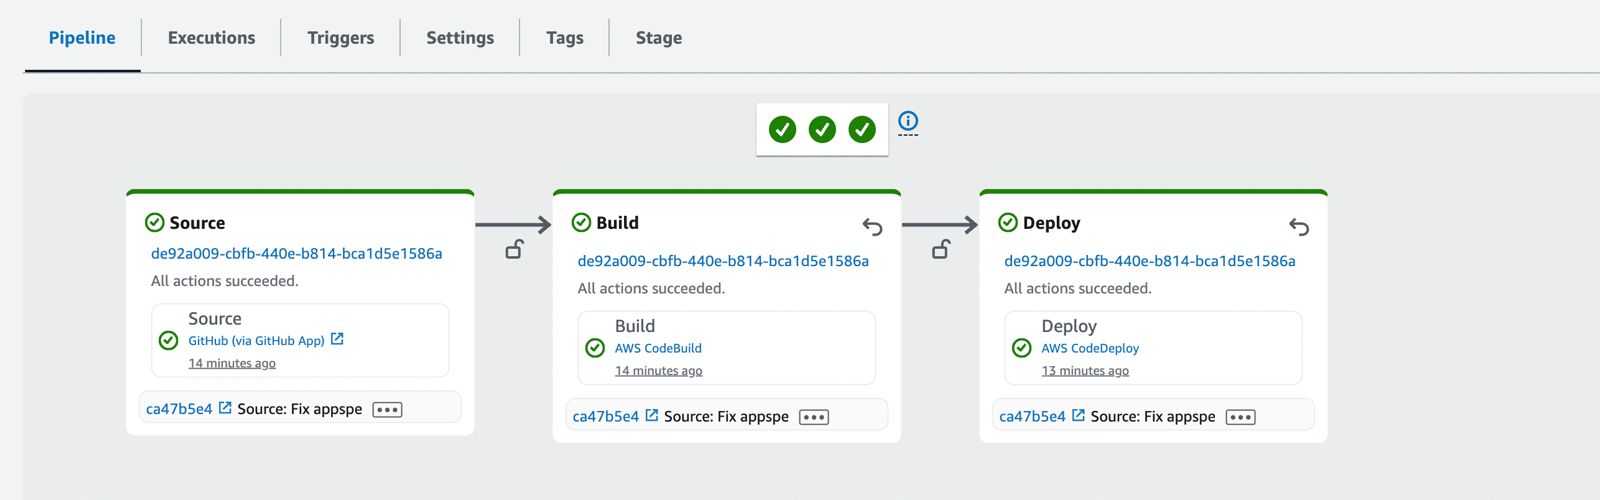 Pipeline
Executions
Triggers
Settings
Tags
Stage
Source
de92a009-cbfb-440e-b814-bca1d5e1586a
All actions succeeded.
Source
GitHub (via GitHub App)
14 minutes ago
ca47b5e4 Source: Fix appspe
Build
de92a009-cbfb-440e-b814-bca1d5e1586a
All actions succeeded.
Build
AWS CodeBuild
14 minutes ago
ca47b5e4 Source: Fix appspe
Deploy
de92a009-cbfb-440e-b814-bca1d5e1586a
All actions succeeded.
Deploy
AWS CodeDeploy
13 minutes ago
ca47b5e4 Source: Fix appspe